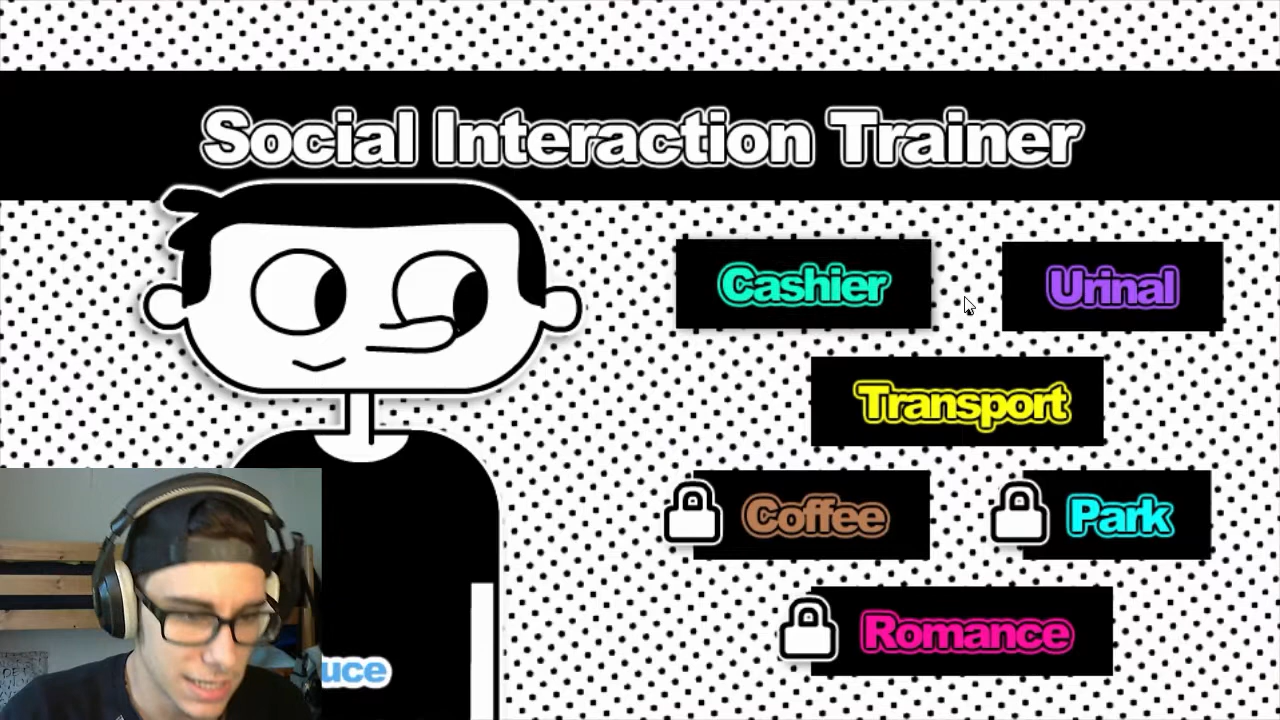 Social Interaction Trainer
Cashier
Urinal
Transport
Coffee
Park
Romance